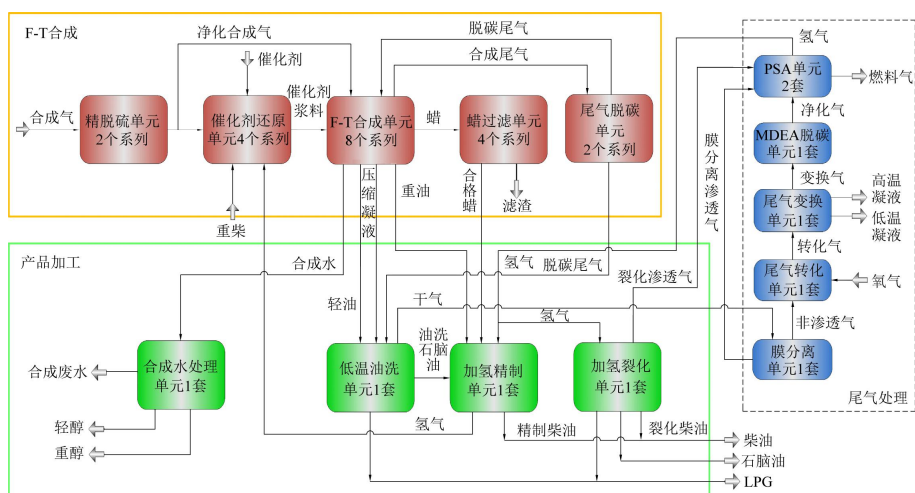 F-T合成
合成气
精脱硫单元
2个系列
净化合成气
催化剂
催化剂还原
单元4个系列
重柴
催化剂
浆料
F-T合成单元
8个系列
脱碳尾气
合成尾气
蜡
蜡过滤单元
4个系列
滤渣
尾气脱碳
单元
2个系列
压缩凝液
重油
合格蜡
产品加工
合成水
轻油
干气
氢气
脱碳尾气
裂化渗透气
氢气
油洗
石脑
油
合成水处理
单元1套
合成废水
轻醇
重醇
低温油洗
单元1套
加氢精制
单元1套
加氢裂化
单元1套
氢气
精制柴油
裂化柴油
柴油
石脑油
LPG
氢气
PSA单元
2套
燃料气
净化气
MDEA脱碳
单元1套
膜分离渗透气
变换气
尾气变换
单元1套
高温
凝液
低温
凝液
转化气
尾气转化
单元1套
氧气
非渗透气
膜分离
单元1套
尾气处理